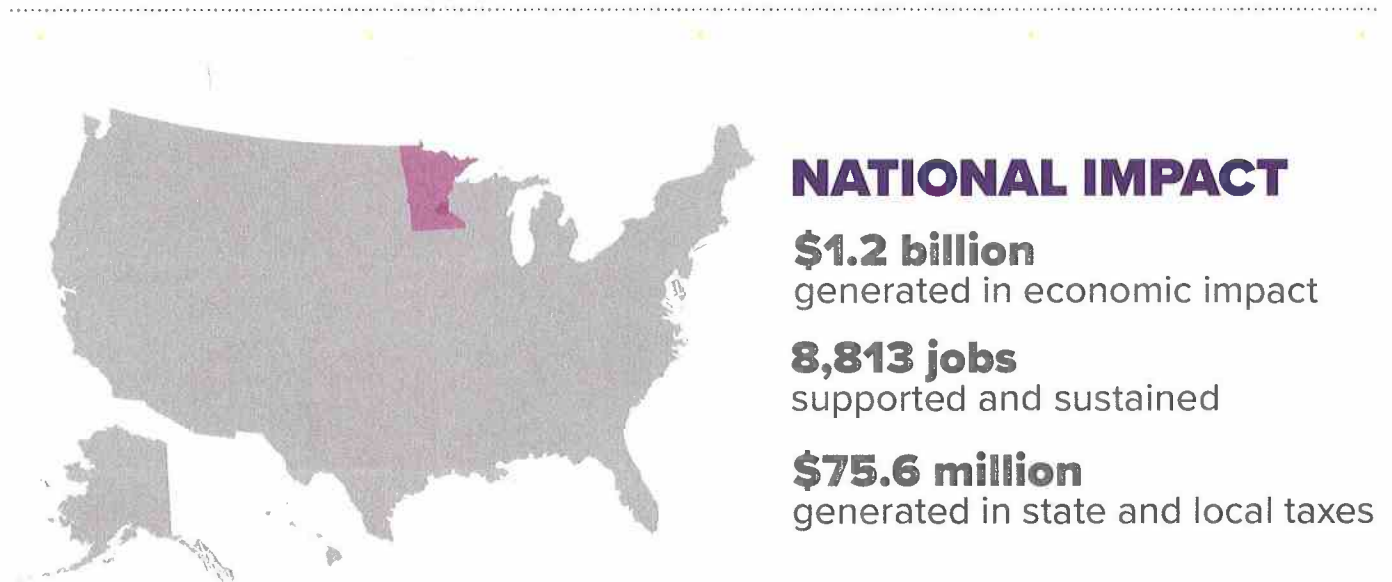 NATIONAL IMPACT
$1.2 billion
generated in economic impact
8,813 jobs
supported and sustained
$75.6 million
generated in state and local taxes